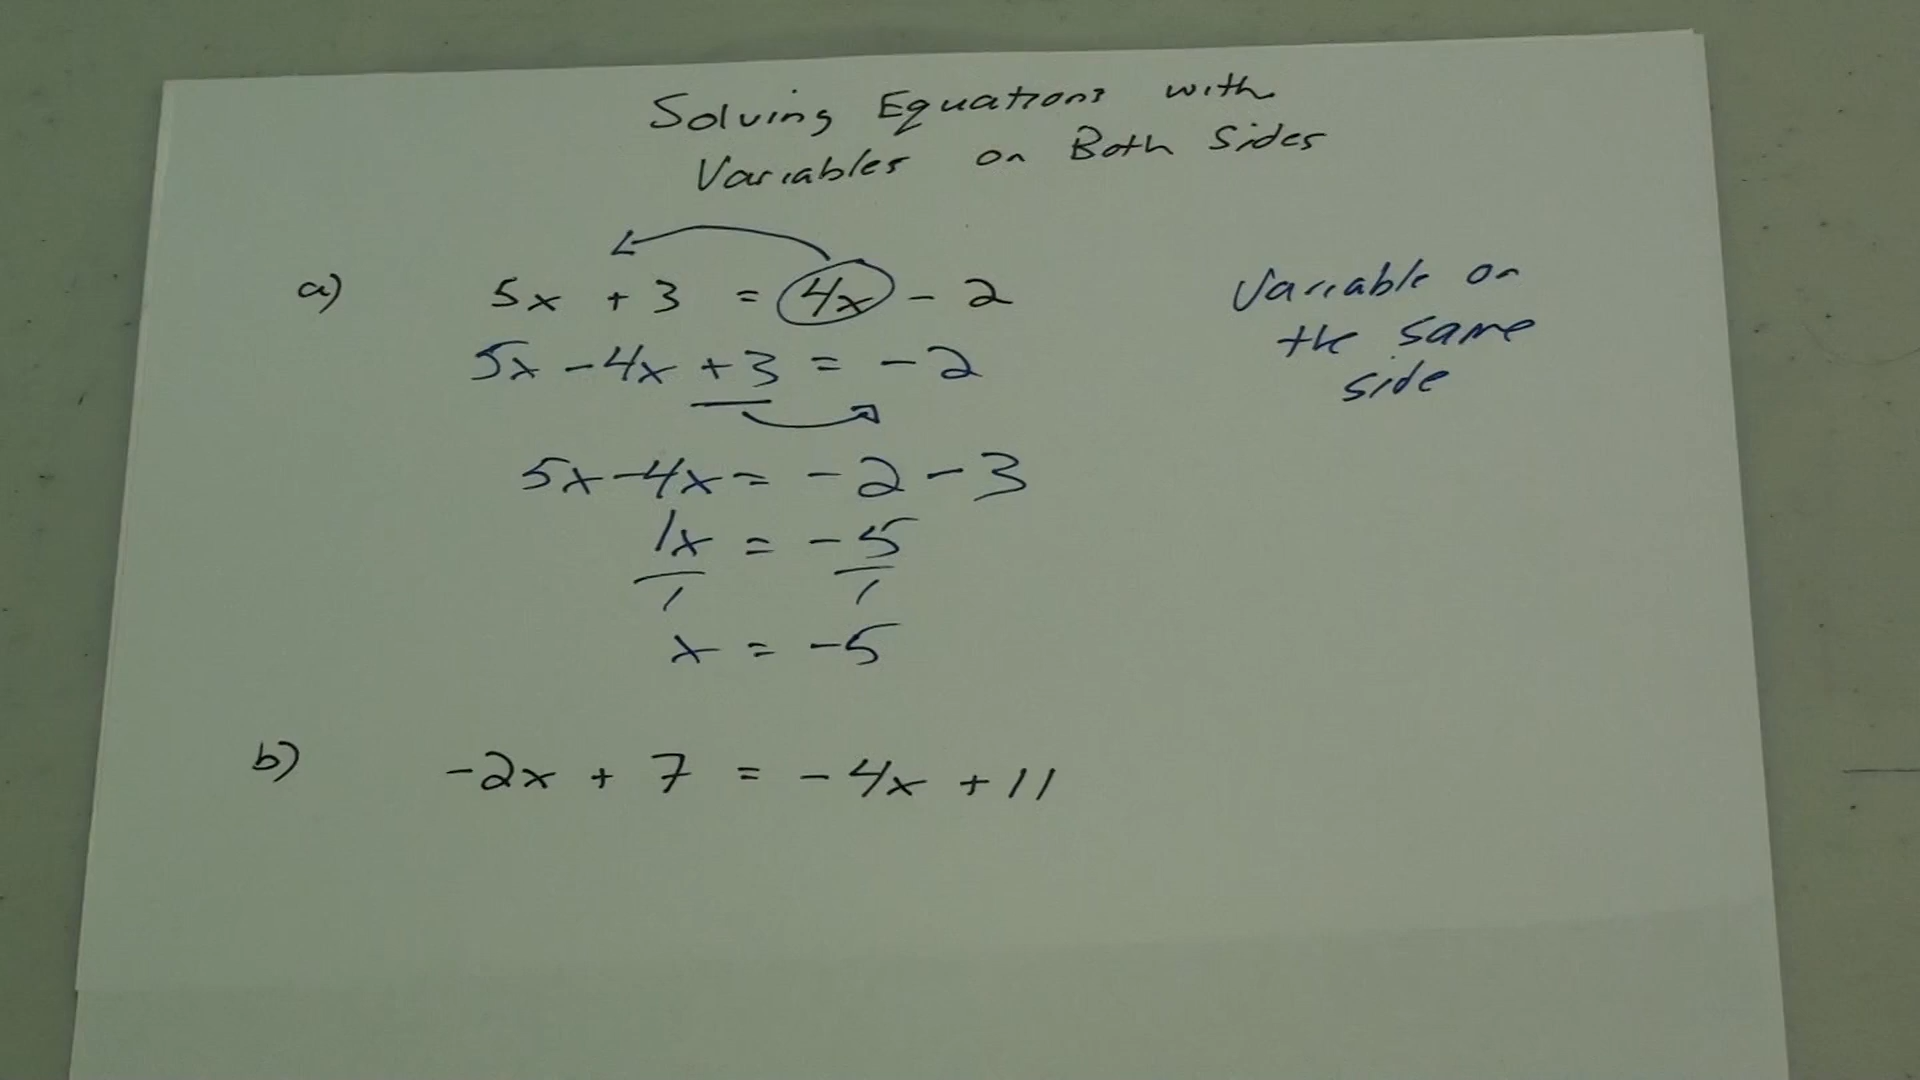 Solving Equations with
Variables on Both Sides
a) 5x + 3 = 4x - 2
Variable on
the same
side
5x - 4x + 3 = -2
5x - 4x = -2 - 3
1x = -5
1 1
x = -5
b) -2x + 7 = -4x + 11